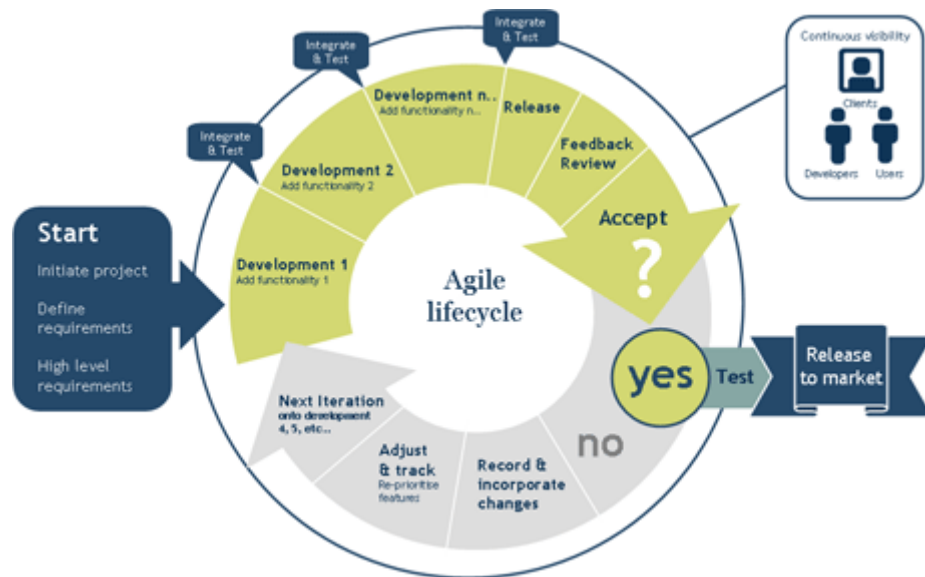 Start
Initiate project
Define
requirements
High level
requirements
Integrate
& Test
Integrate
& Test
Integrate
& Test
Development 1
Add functionality 1
Development 2
Add functionality 2
Development n..
Add functionality n...
Release
Feedback
Review
Accept
?
yes
Test
Release
to market
no
Record &
incorporate
changes
Adjust
& track
Re-prioritise
features
Next Iteration
onto development
4, 5, etc...
Agile
lifecycle
Continuous visibility
Clients
Developers
Users